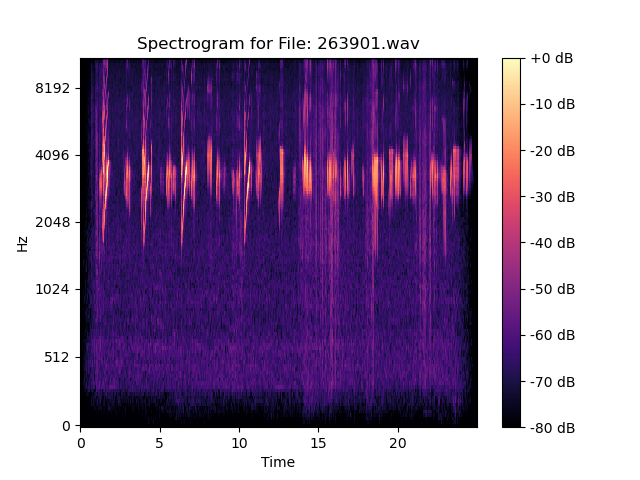 Spectrogram for File: 263901.wav
8192
4096
2048
1024
512
0
Hz
0 5 10 15 20
Time
+0 dB
-10 dB
-20 dB
-30 dB
-40 dB
-50 dB
-60 dB
-70 dB
-80 dB